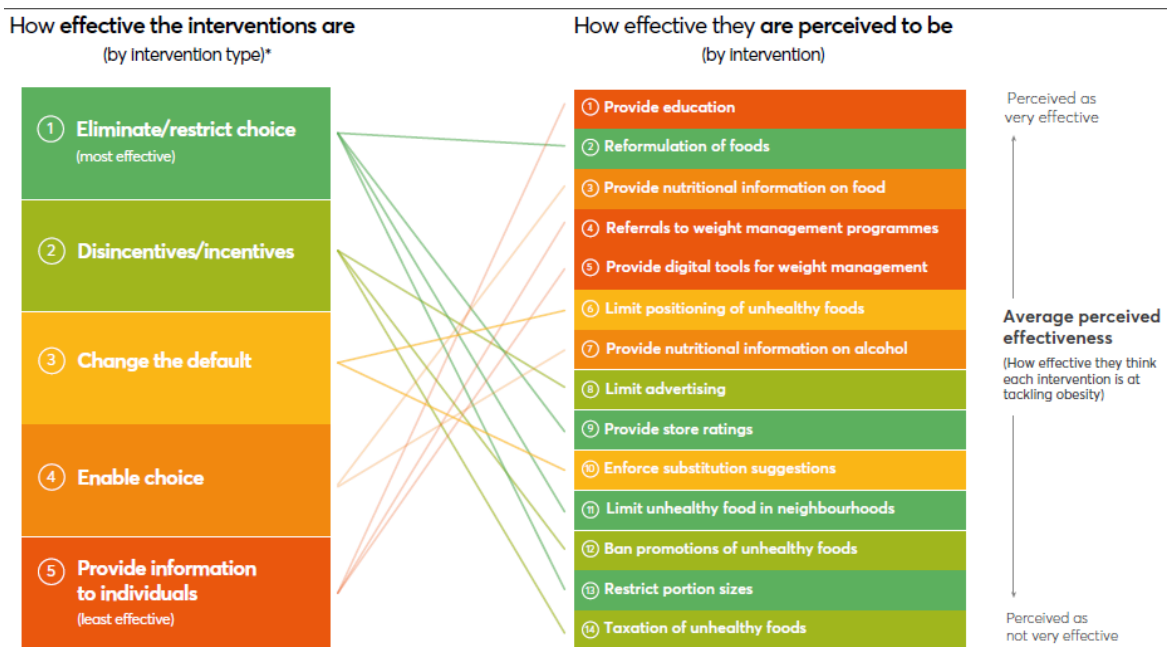 How effective the interventions are
(by intervention type)*
1 Eliminate/restrict choice
(most effective)
2 Disincentives/incentives
3 Change the default
4 Enable choice
5 Provide information
to individuals
(least effective)
How effective they are perceived to be
(by intervention)
1 Provide education
2 Reformulation of foods
3 Provide nutritional information on food
4 Referrals to weight management programmes
5 Provide digital tools for weight management
6 Limit positioning of unhealthy foods
7 Provide nutritional information on alcohol
8 Limit advertising
9 Provide store ratings
10 Enforce substitution suggestions
11 Limit unhealthy food in neighbourhoods
12 Ban promotions of unhealthy foods
13 Restrict portion sizes
14 Taxation of unhealthy foods
Perceived as
very effective
Average perceived
effectiveness
(How effective they think
each intervention is at
tackling obesity)
Perceived as
not very effective